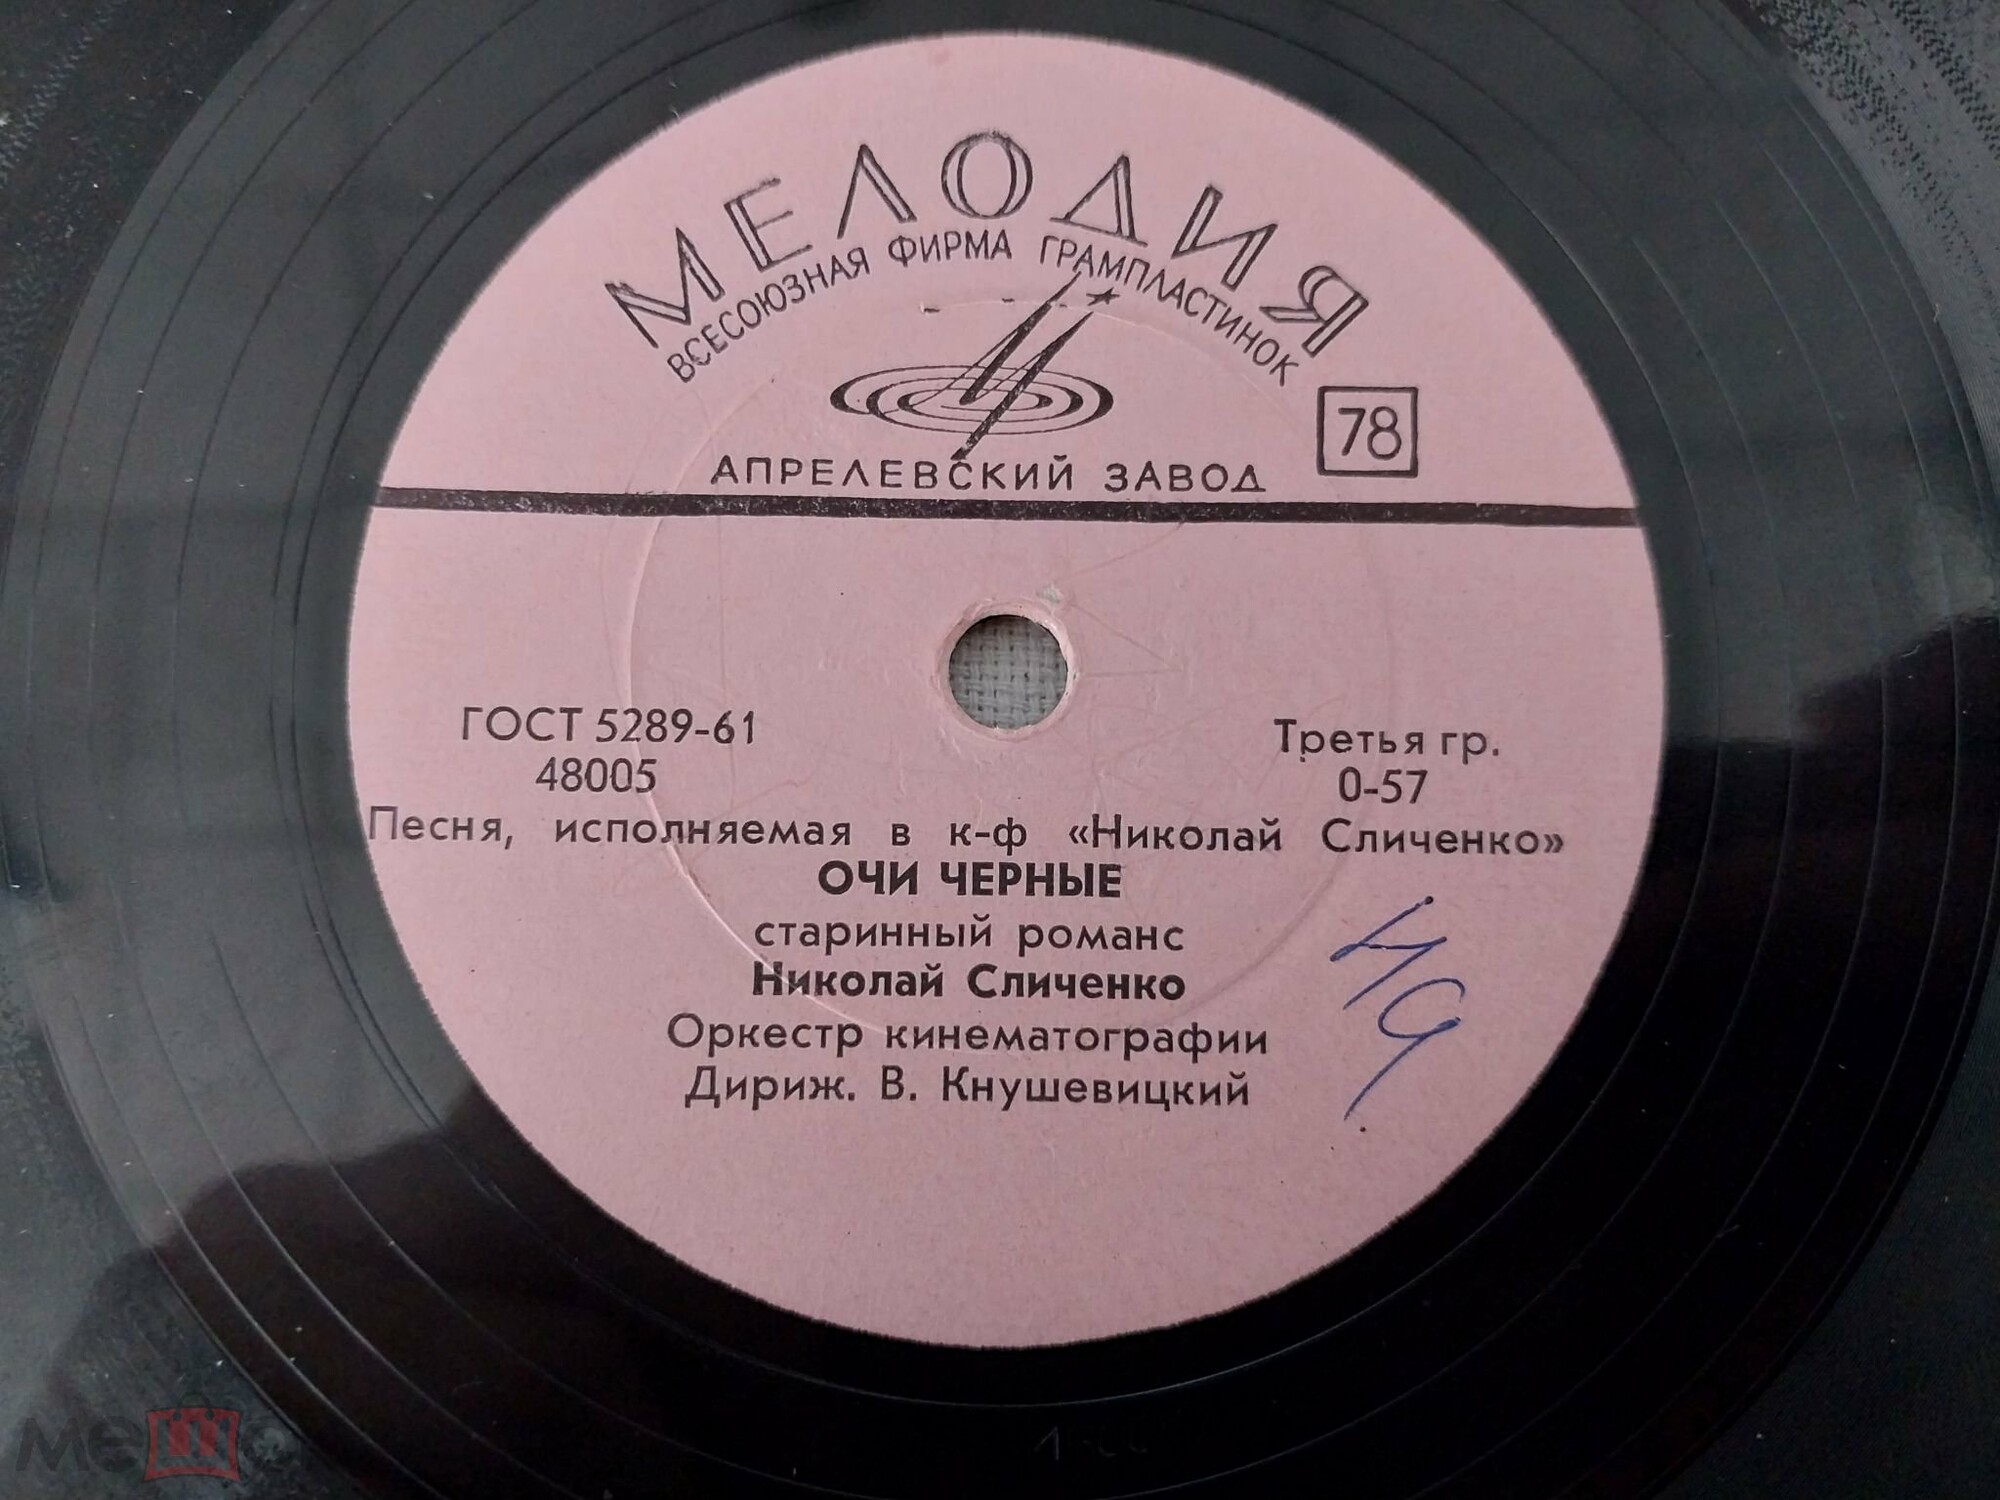 МЕЛОДИЯ
ВСЕСОЮЗНАЯ ФИРМА ГРАМПЛАСТИНОК
78
АПРЕЛЕВСКИЙ ЗАВОД
ГОСТ 5289-61
48005
Третья гр.
0-57
Песня, исполняемая в к-ф «Николай Сличенко»
ОЧИ ЧЕРНЫЕ
старинный романс
Николай Сличенко
Оркестр кинематографии
Дириж. В. Кнушевицкий